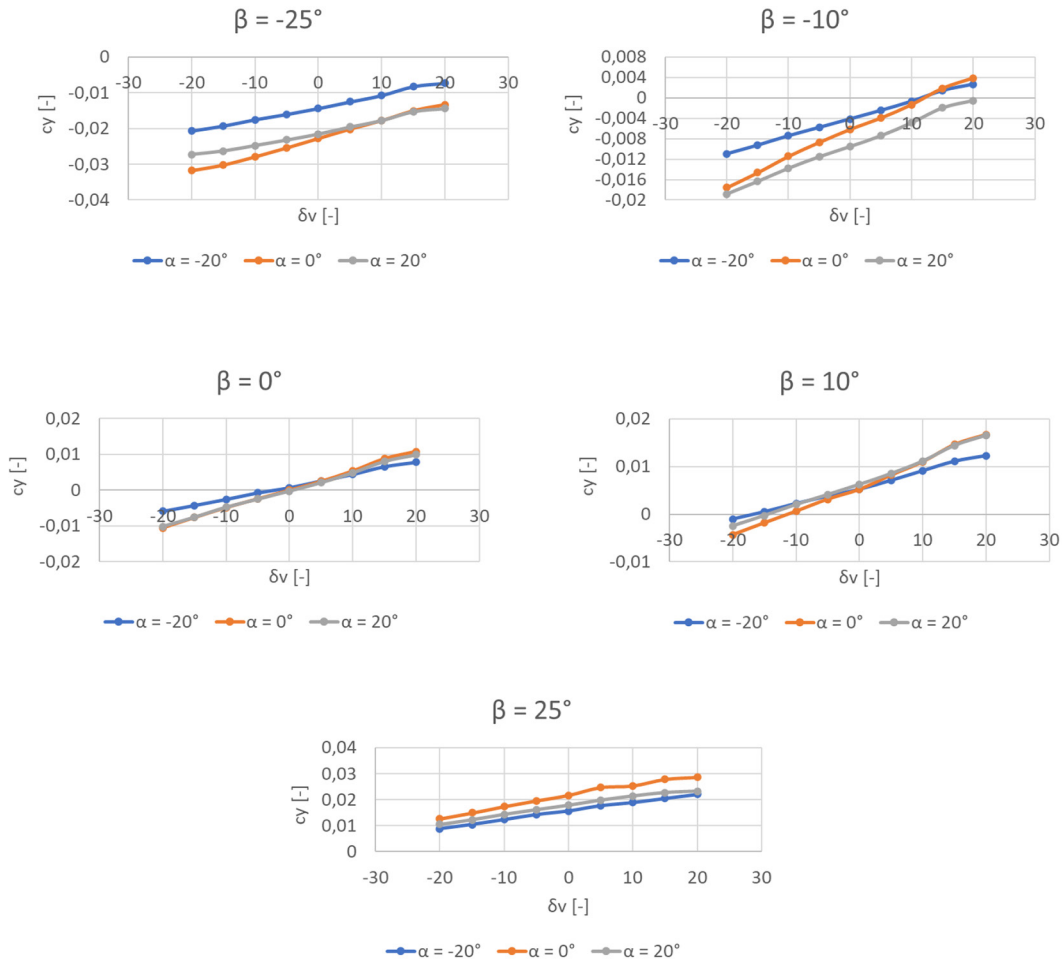 β = -25°
0
-30 -20 -10 0 10 20 30
-0,01
-0,02
-0,03
-0,04
cy [-]
δv [-]
α = -20° α = 0° α = 20°
β = -10°
0,008
0,004
0
-30 -20 -10 0 10 20 30
-0,004
-0,008
-0,012
-0,016
-0,02
cy [-]
δv [-]
α = -20° α = 0° α = 20°
β = 0°
0,02
0,01
0
-30 -20 -10 0 10 20 30
-0,01
-0,02
cy [-]
δv [-]
α = -20° α = 0° α = 20°
β = 10°
0,02
0,01
0
-30 -20 -10 0 10 20 30
-0,01
cy [-]
δv [-]
α = -20° α = 0° α = 20°
β = 25°
0,04
0,03
0,02
0,01
0
cy [-]
-30 -20 -10 0 10 20 30
δv [-]
α = -20° α = 0° α = 20°